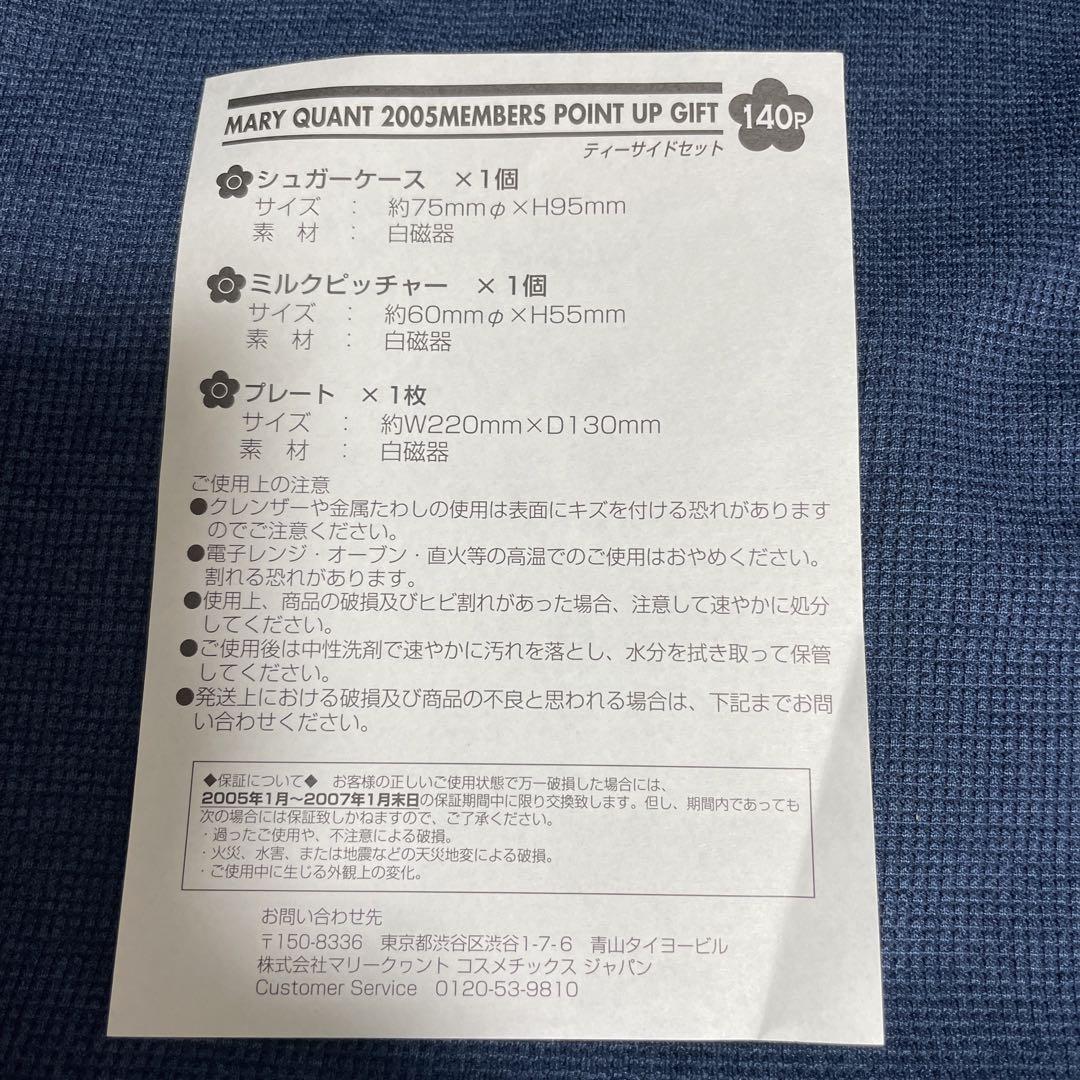 MARY QUANT 2005MEMBERS POINT UP GIFT 140P
ティーサイドセット
シュガーケース ×1個
サイズ : 約75mmφ×H95mm
素 材 : 白磁器
ミルクピッチャー ×1個
サイズ : 約60mmφ×H55mm
素 材 : 白磁器
プレート ×1枚
サイズ : 約W220mm×D130mm
素 材 : 白磁器
ご使用上の注意
●クレンザーや金属たわしの使用は表面にキズを付ける恐れがあります
のでご注意ください。
●電子レンジ・オーブン・直火等の高温でのご使用はおやめください。
割れる恐れがあります。
●使用上、商品の破損及びヒビ割れがあった場合、注意して速やかに処分
してください。
●ご使用後は中性洗剤で速やかに汚れを落とし、水分を拭き取って保管
してください。
●発送上における破損及び商品の不良と思われる場合は、下記までお問
い合わせください。
◆保証について◆ お客様の正しいご使用状態で万一破損した場合には、
2005年1月～2007年1月末日の保証期間中に限り交換致します。但し、期間内であっても
次の場合には保証致しかねますので、ご了承ください。
・過ったご使用や、不注意による破損。
・火災、水害、または地震などの天災地変による破損。
・ご使用中に生じる外観上の変化。
お問い合わせ先
〒150-8336 東京都渋谷区渋谷1-7-6 青山タイヨービル
株式会社マリークヮント コスメチックス ジャパン
Customer Service 0120-53-9810